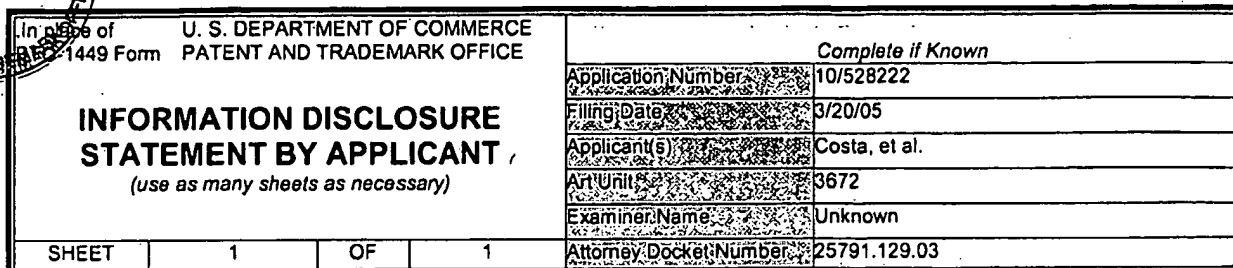 In place of U. S. DEPARTMENT OF COMMERCE
1449 Form PATENT AND TRADEMARK OFFICE
INFORMATION DISCLOSURE
STATEMENT BY APPLICANT
(use as many sheets as necessary)
SHEET 1 OF 1
Complete if Known
Application Number 10/528222
Filing Date 3/20/05
Applicant(s) Costa, et al.
Art Unit 3672
Examiner Name Unknown
Attorney Docket Number 25791.129.03